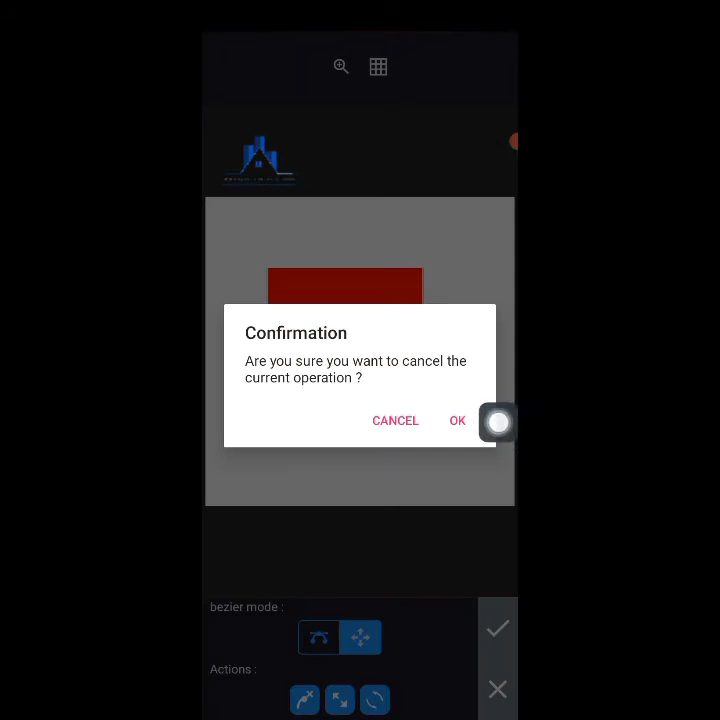 Confirmation
Are you sure you want to cancel the
current operation ?
CANCEL OK
bezier mode :
Actions :